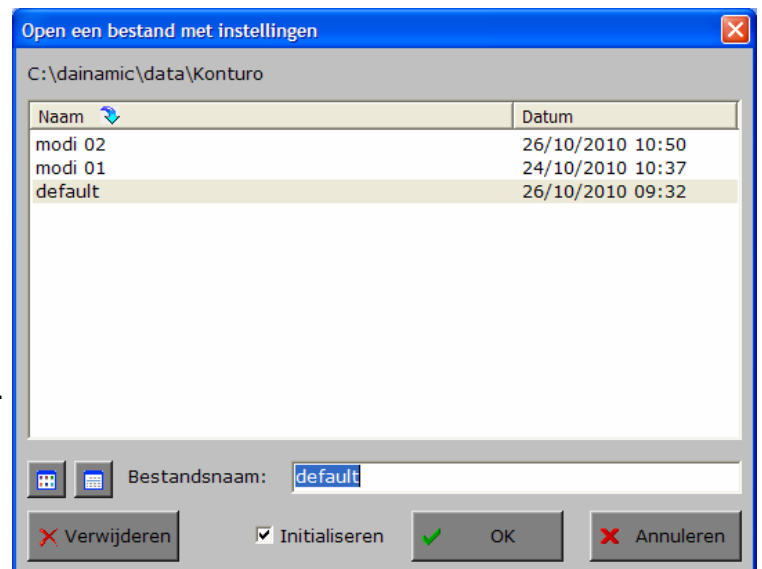 Open een bestand met instellingen
C:\dainamic\data\Konturo
Naam Datum
modi 02 26/10/2010 10:50
modi 01 24/10/2010 10:37
default 26/10/2010 09:32
Bestandsnaam: default
Verwijderen Initialiseren OK Annuleren